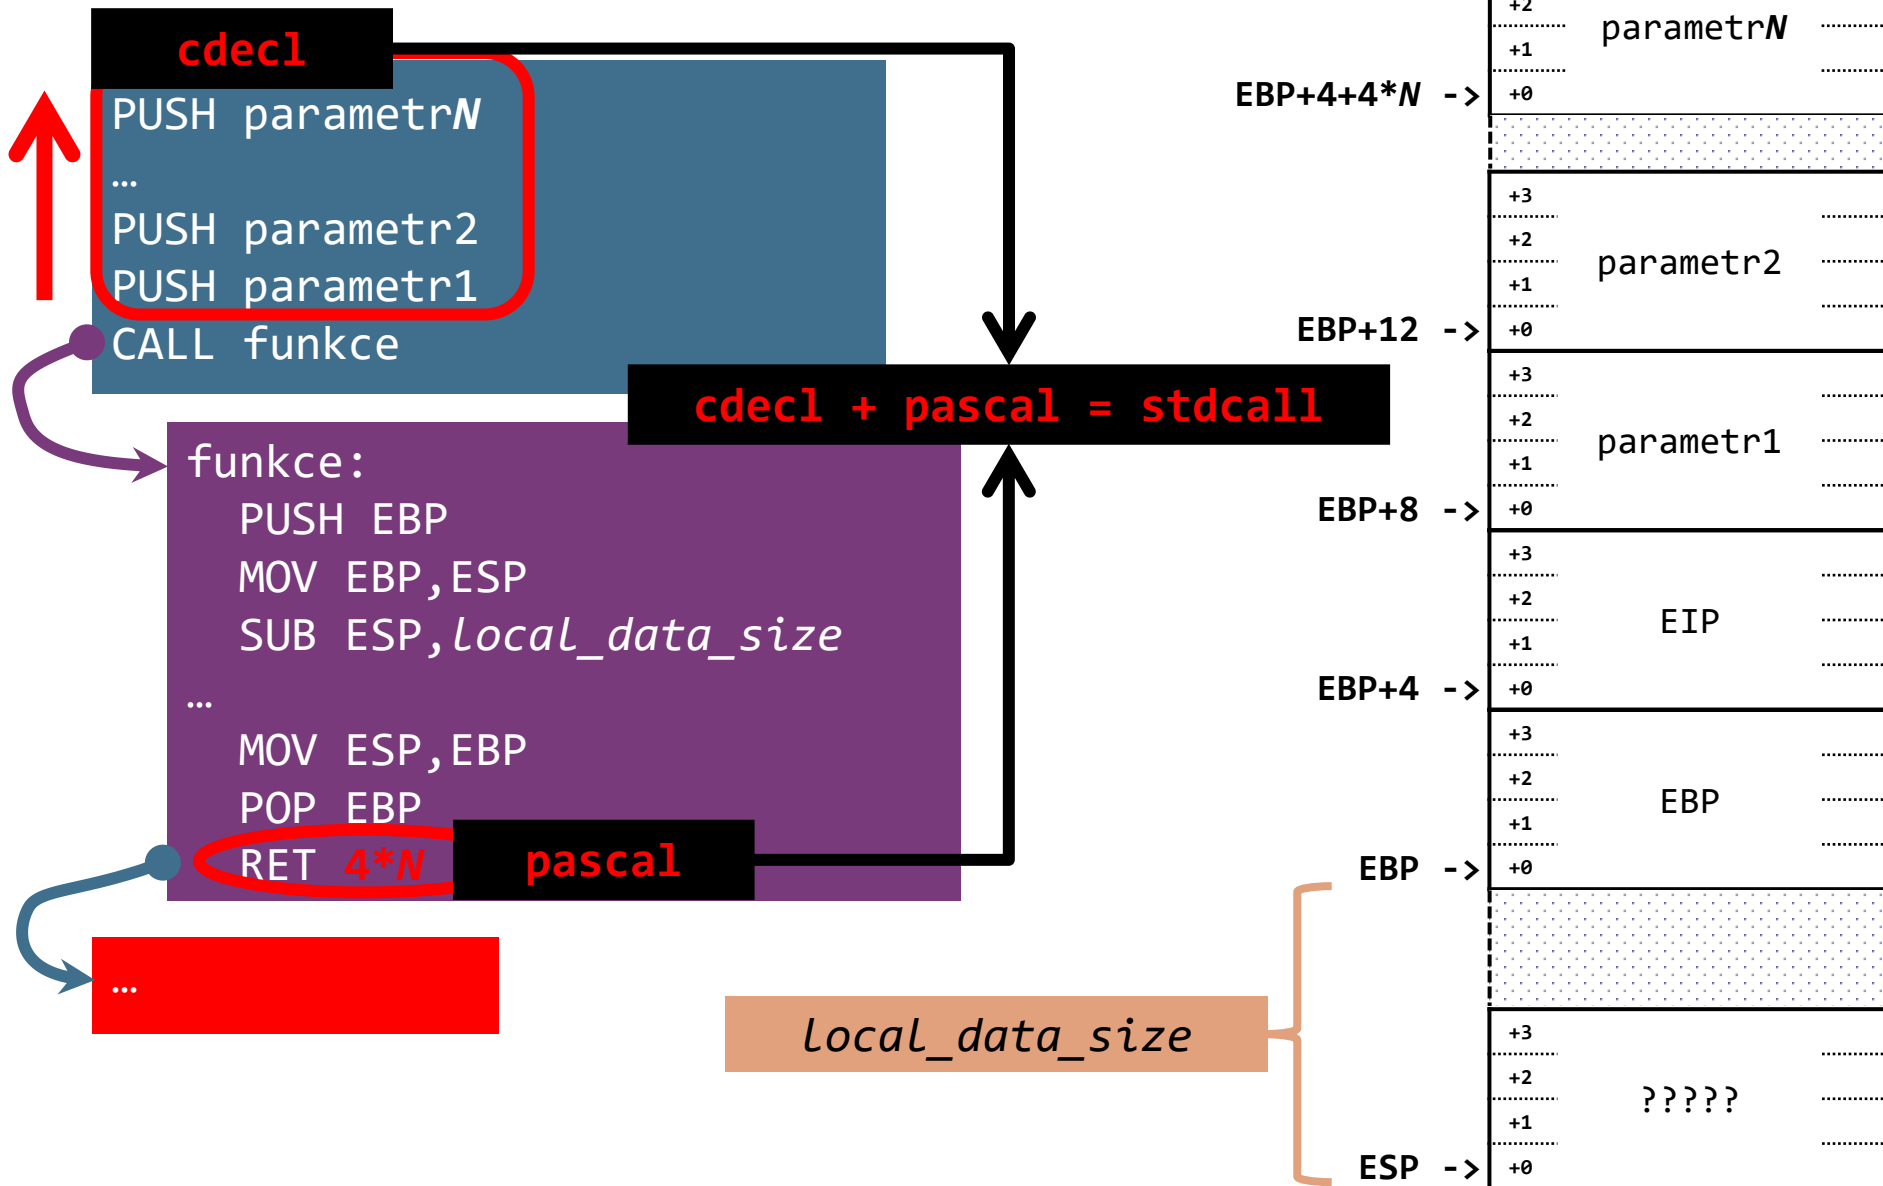 cdecl
PUSH parametrN
…
PUSH parametr2
PUSH parametr1
CALL funkce
cdecl + pascal = stdcall
funkce:
PUSH EBP
MOV EBP,ESP
SUB ESP,local_data_size
…
MOV ESP,EBP
POP EBP
RET 4*N
pascal
…
local_data_size
+2
parametrN
+1
EBP+4+4*N -> +0
+3
+2
parametr2
+1
EBP+12 -> +0
+3
+2
parametr1
+1
EBP+8 -> +0
+3
+2
EIP
+1
EBP+4 -> +0
+3
+2
EBP
+1
EBP -> +0
+3
+2
?????
+1
ESP -> +0